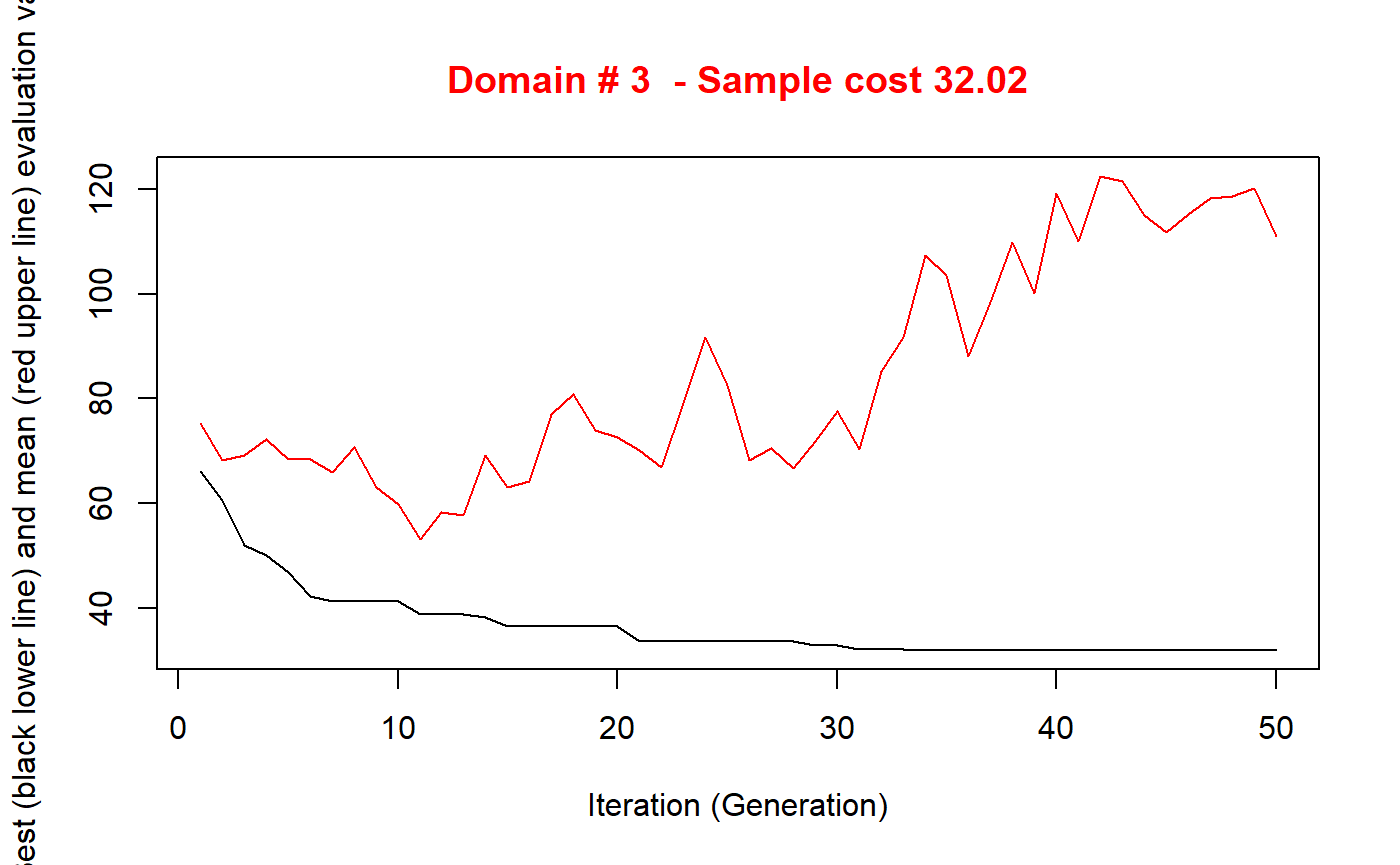 Domain # 3  - Sample cost 32.02
(black lower line) and mean (red upper line) evaluation
120
100
80
60
40
0 10 20 30 40 50
Iteration (Generation)